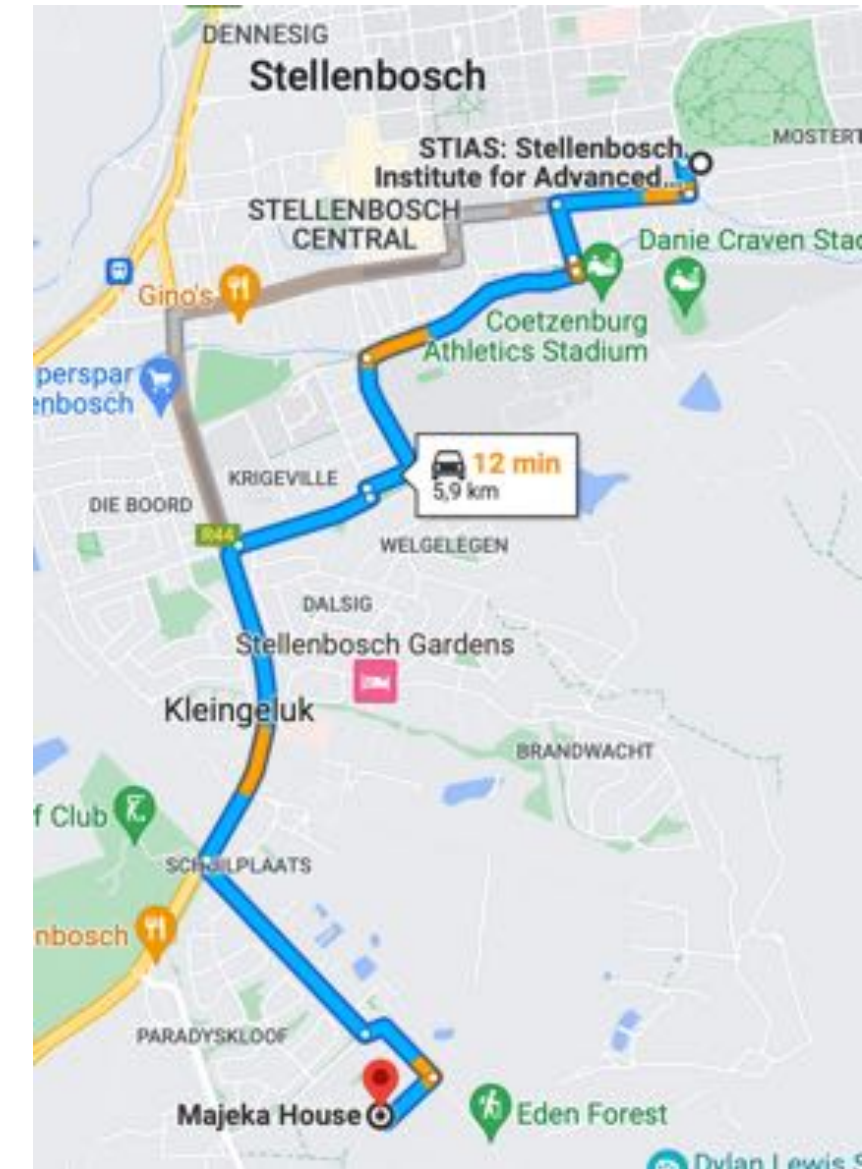 DENNESIG
Stellenbosch
MOSTERT
STIAS: Stellenbosch
Institute for Advanced...
STELLENBOSCH
CENTRAL
Danie Craven Stad
Gino's
Coetzenburg
Athletics Stadium
perspar
enbosch
12 min
5,9 km
KRIGEVILLE
DIE BOORD
R44
WELGELEGEN
DALSIG
Stellenbosch Gardens
Kleingeluk
BRANDWACHT
f Club
SCHUILPLAATS
nbosch
PARADYSKLOOF
Majeka House
Eden Forest
Dylan Lewis S